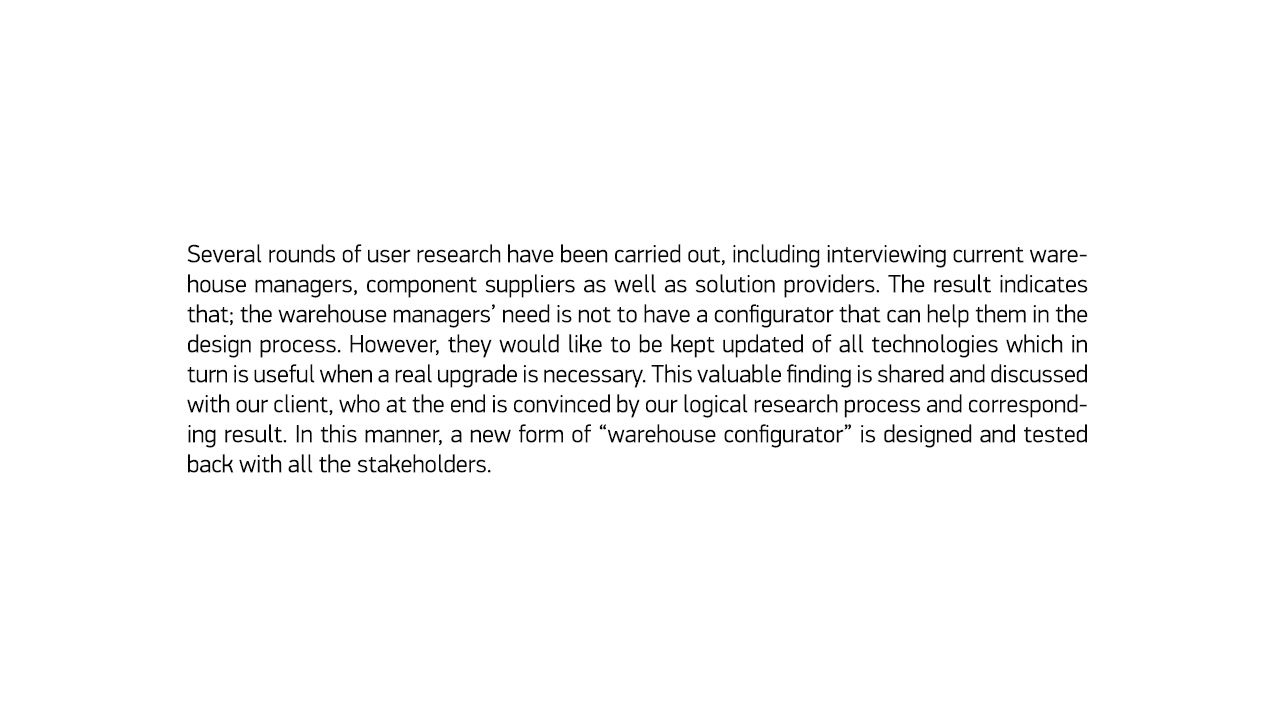 Several rounds of user research have been carried out, including interviewing current ware-
house managers, component suppliers as well as solution providers. The result indicates
that; the warehouse managers’ need is not to have a configurator that can help them in the
design process. However, they would like to be kept updated of all technologies which in
turn is useful when a real upgrade is necessary. This valuable finding is shared and discussed
with our client, who at the end is convinced by our logical research process and correspond-
ing result. In this manner, a new form of “warehouse configurator” is designed and tested
back with all the stakeholders.